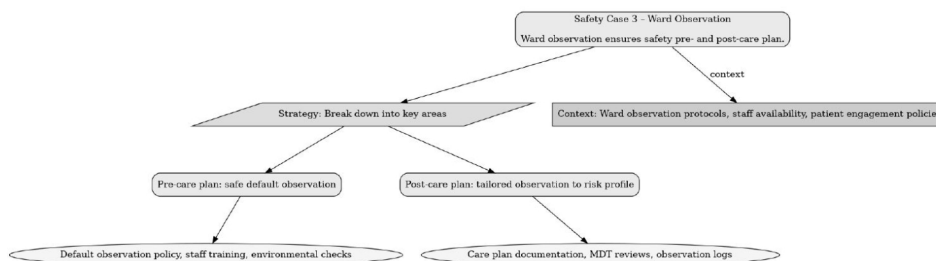 Safety Case 3 – Ward Observation
Ward observation ensures safety pre- and post-care plan.
context
Strategy: Break down into key areas
Context: Ward observation protocols, staff availability, patient engagement policies
Pre-care plan: safe default observation
Post-care plan: tailored observation to risk profile
Default observation policy, staff training, environmental checks
Care plan documentation, MDT reviews, observation logs